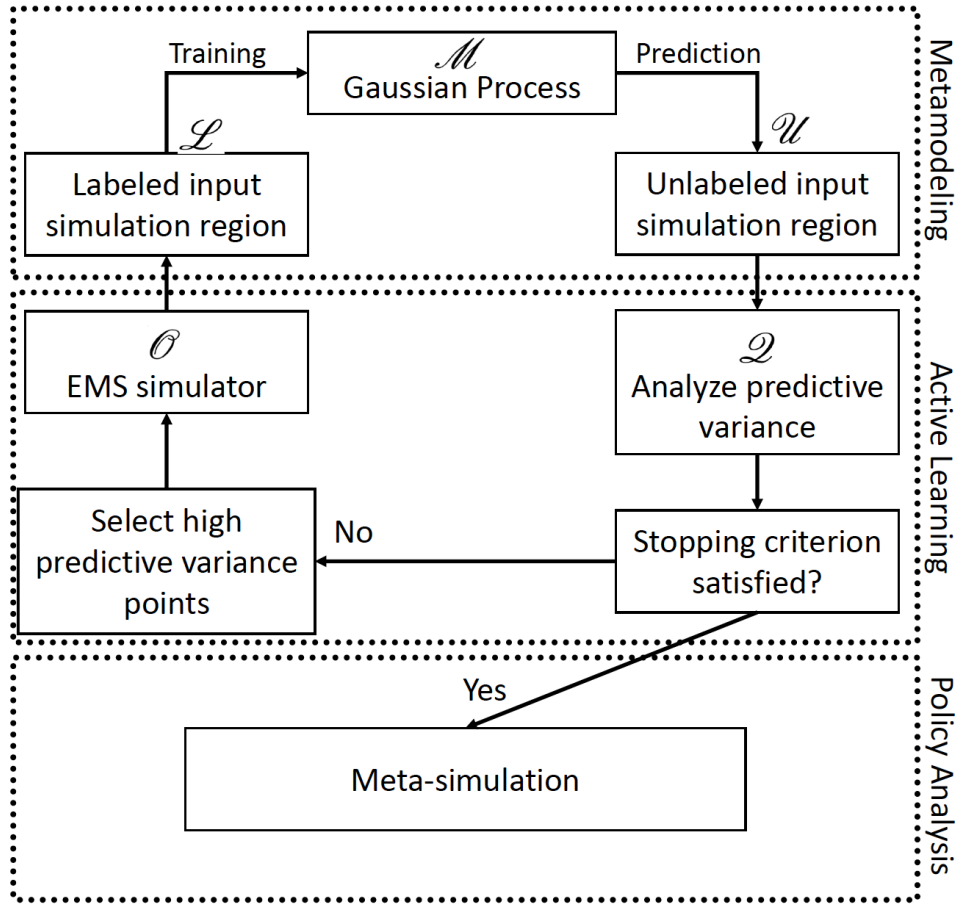 Training
ℳ
Gaussian Process
Prediction
ℒ
Labeled input
simulation region
𝒰
Unlabeled input
simulation region
Metamodeling
𝒪
EMS simulator
𝒬
Analyze predictive
variance
Select high
predictive variance
points
No
Stopping criterion
satisfied?
Active Learning
Yes
Meta-simulation
Policy Analysis